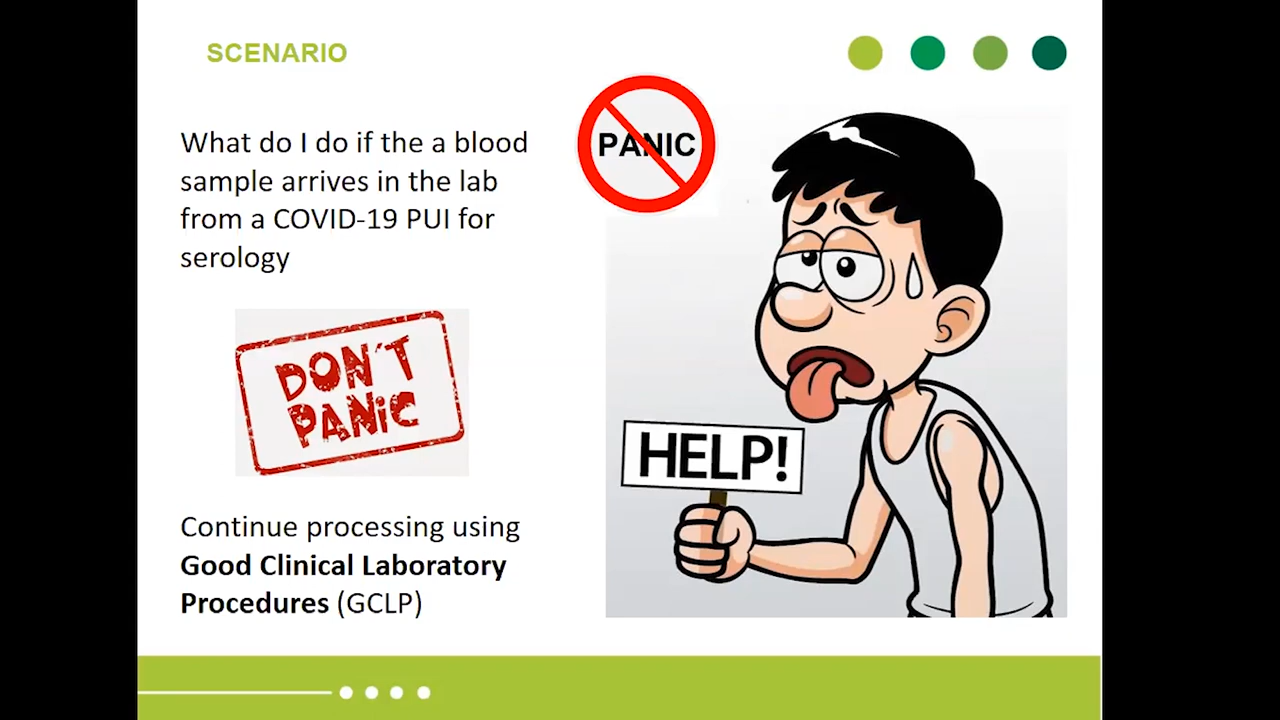 SCENARIO
What do I do if the a blood
sample arrives in the lab
from a COVID-19 PUI for
serology
PANIC
DON'T
PANiC
HELP!
Continue processing using
Good Clinical Laboratory
Procedures (GCLP)